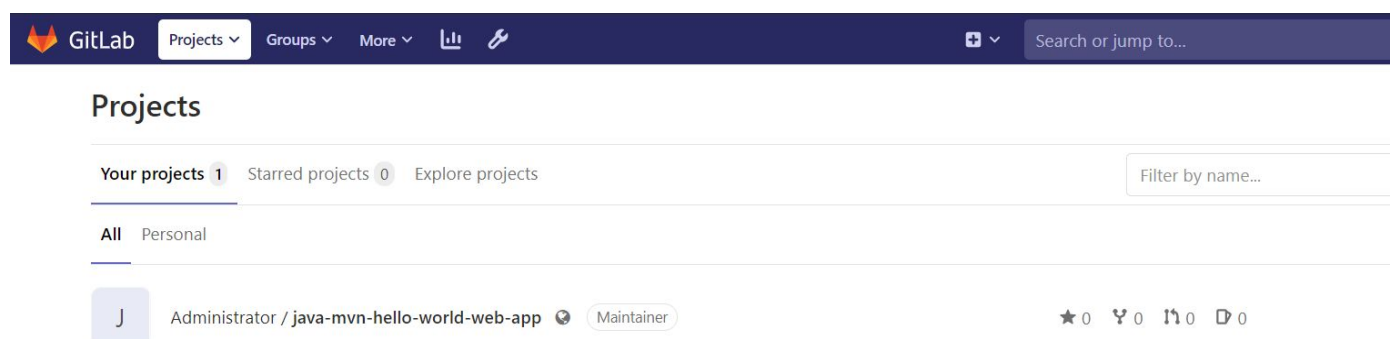 GitLab Projects Groups More Search or jump to...
Projects
Your projects 1 Starred projects 0 Explore projects Filter by name...
All Personal
J Administrator / java-mvn-hello-world-web-app Maintainer 0 0 0 0